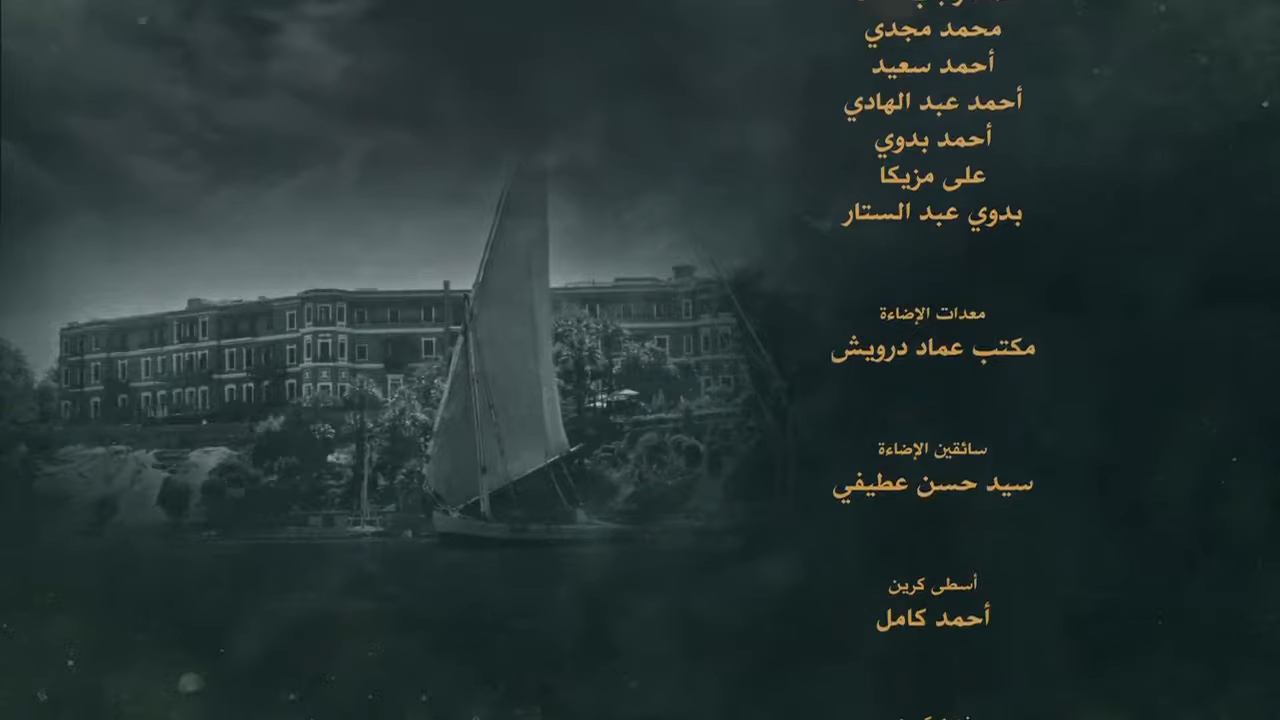 محمد مجدي
أحمد سعيد
أحمد عبد الهادي
أحمد بدوي
على مزيكا
بدوي عبد الستار
معدات الإضاءة
مكتب عماد درويش
سائقين الإضاءة
سيد حسن عطيفي
أسطى كرين
أحمد كامل